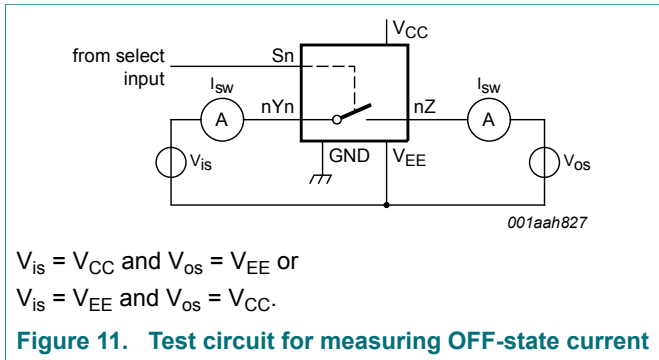 V_CC
from select
input
Sn
I_SW
nYn
nZ
I_SW
A
A
V_is
GND
V_EE
V_os
001aah827
V_is = V_CC and V_os = V_EE or
V_is = V_EE and V_os = V_CC.
Figure 11. Test circuit for measuring OFF-state current